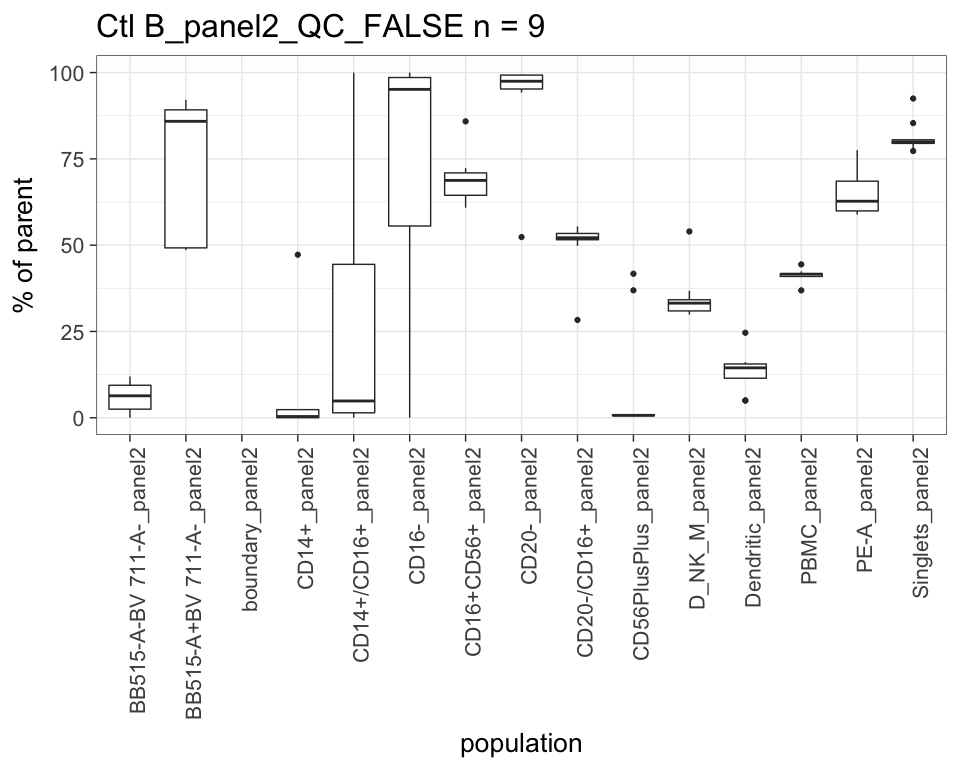 Ctl B_panel2_QC_FALSE n = 9
% of parent
100
75
50
25
0
BB515-A-BV 711-A-_panel2
BB515-A+BV 711-A-_panel2
boundary_panel2
CD14+_panel2
CD14+/CD16+_panel2
CD16-_panel2
CD16+CD56+_panel2
CD20-_panel2
CD20-/CD16+_panel2
CD56PlusPlus_panel2
D_NK_M_panel2
Dendritic_panel2
PBMC_panel2
PE-A_panel2
Singlets_panel2
population